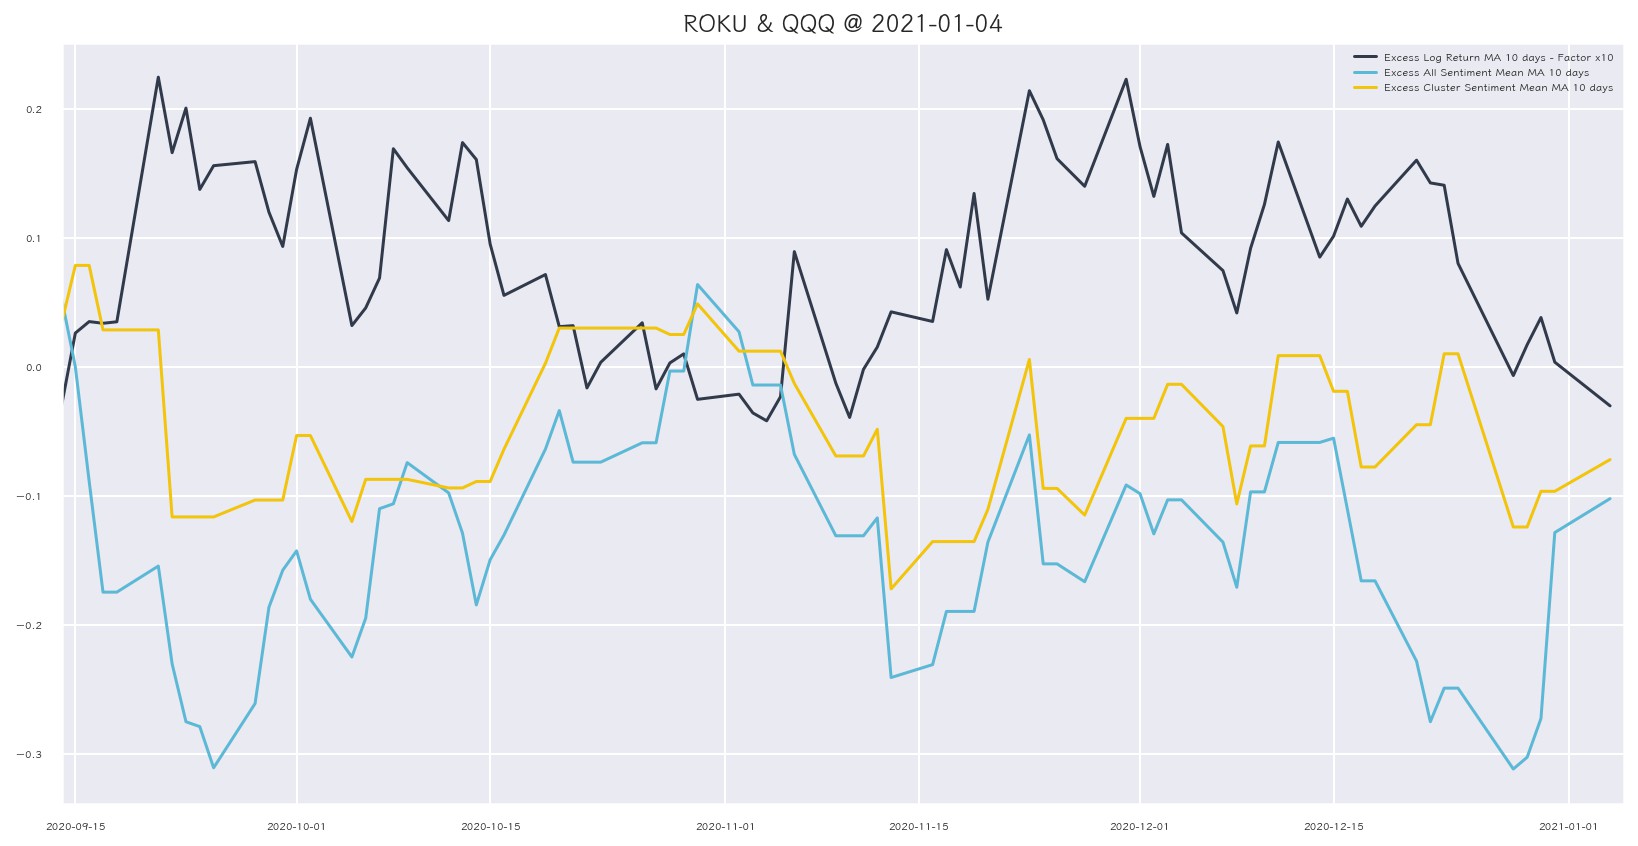 ROKU & QQQ @ 2021-01-04
Excess Log Return MA 10 days - Factor x10
Excess All Sentiment Mean MA 10 days
Excess Cluster Sentiment Mean MA 10 days
0.2
0.1
0.0
−0.1
−0.2
−0.3
2020-09-15 2020-10-01 2020-10-15 2020-11-01 2020-11-15 2020-12-01 2020-12-15 2021-01-01